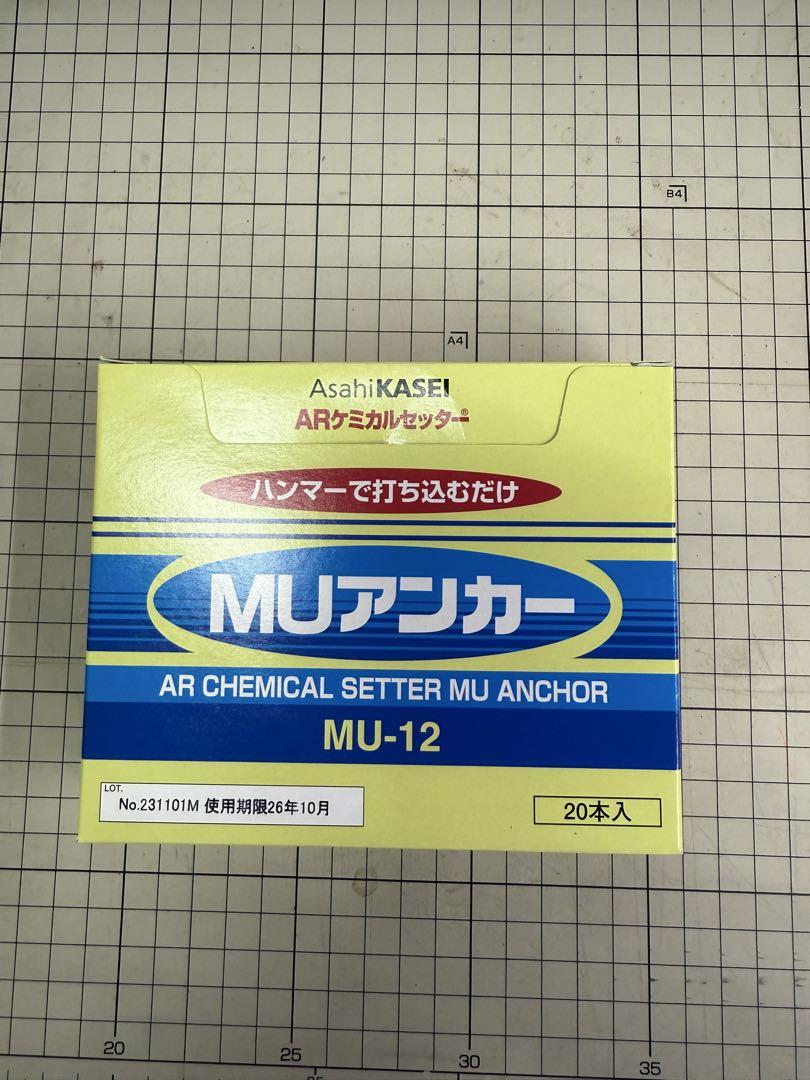 B4
A4
AsahiKASEI
ARケミカルセッター®
ハンマーで打ち込むだけ
MUアンカー
AR CHEMICAL SETTER MU ANCHOR
MU-12
LOT.
No.231101M 使用期限26年10月
20本入
20
25
30
35